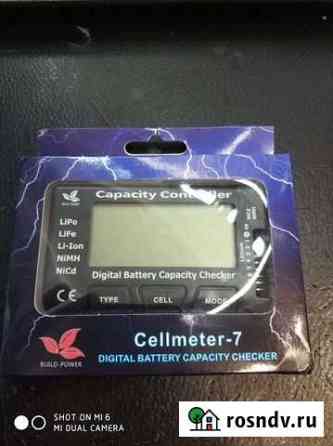 Capacity Controller
LiPo
LiFe
Li-Ion
NiMH
NiCd
Digital Battery Capacity Checker
CE
TYPE
CELL
MODE
BUILD-POWER
Cellmeter-7
DIGITAL BATTERY CAPACITY CHECKER
SHOT ON MI 6
MI DUAL CAMERA
rosndv.ru